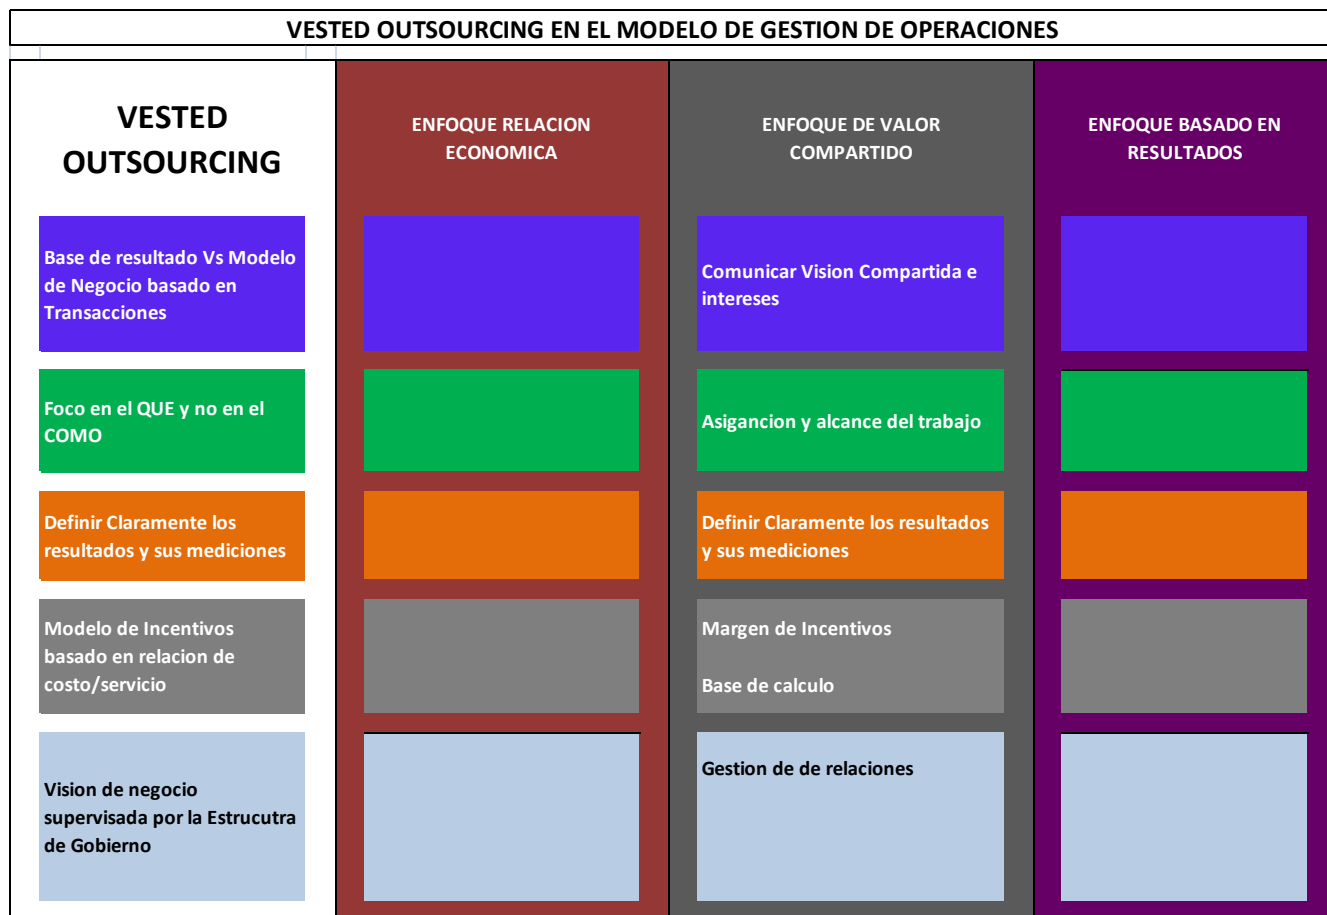 VESTED OUTSOURCING EN EL MODELO DE GESTION DE OPERACIONES
VESTED
OUTSOURCING
ENFOQUE RELACION
ECONOMICA
ENFOQUE DE VALOR
COMPARTIDO
ENFOQUE BASADO EN
RESULTADOS
Base de resultado Vs Modelo
de Negocio basado en
Transacciones
Comunicar Vision Compartida e
intereses
Foco en el QUE y no en el
COMO
Asigancion y alcance del trabajo
Definir Claramente los
resultados y sus mediciones
Definir Claramente los resultados
y sus mediciones
Modelo de Incentivos
basado en relacion de
costo/servicio
Margen de Incentivos
Base de calculo
Vision de negocio
supervisada por la Estrucutra
de Gobierno
Gestion de de relaciones